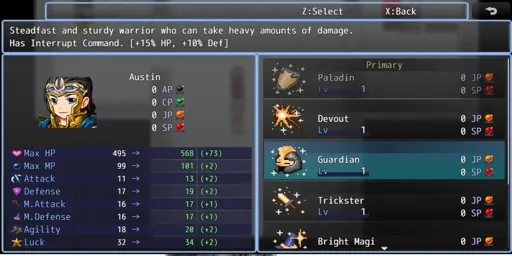 Z:Select X:Back
Steadfast and sturdy warrior who can take heavy amounts of damage.
Has Interrupt Command. [+15% HP, +10% Def]
Austin
0 AP
0 CP
0 JP
0 SP
Max HP 495 → 568 (+73)
Max MP 99 → 101 (+2)
Attack 11 → 13 (+2)
Defense 17 → 19 (+2)
M.Attack 16 → 17 (+1)
M.Defense 16 → 17 (+1)
Agility 18 → 20 (+2)
Luck 32 → 34 (+2)
Primary
Paladin 0 JP
Lv 1 0 SP
Devout 0 JP
Lv 1 0 SP
Guardian 0 JP
Lv 1 0 SP
Trickster 0 JP
Lv 1 0 SP
Bright Magi 0 JP